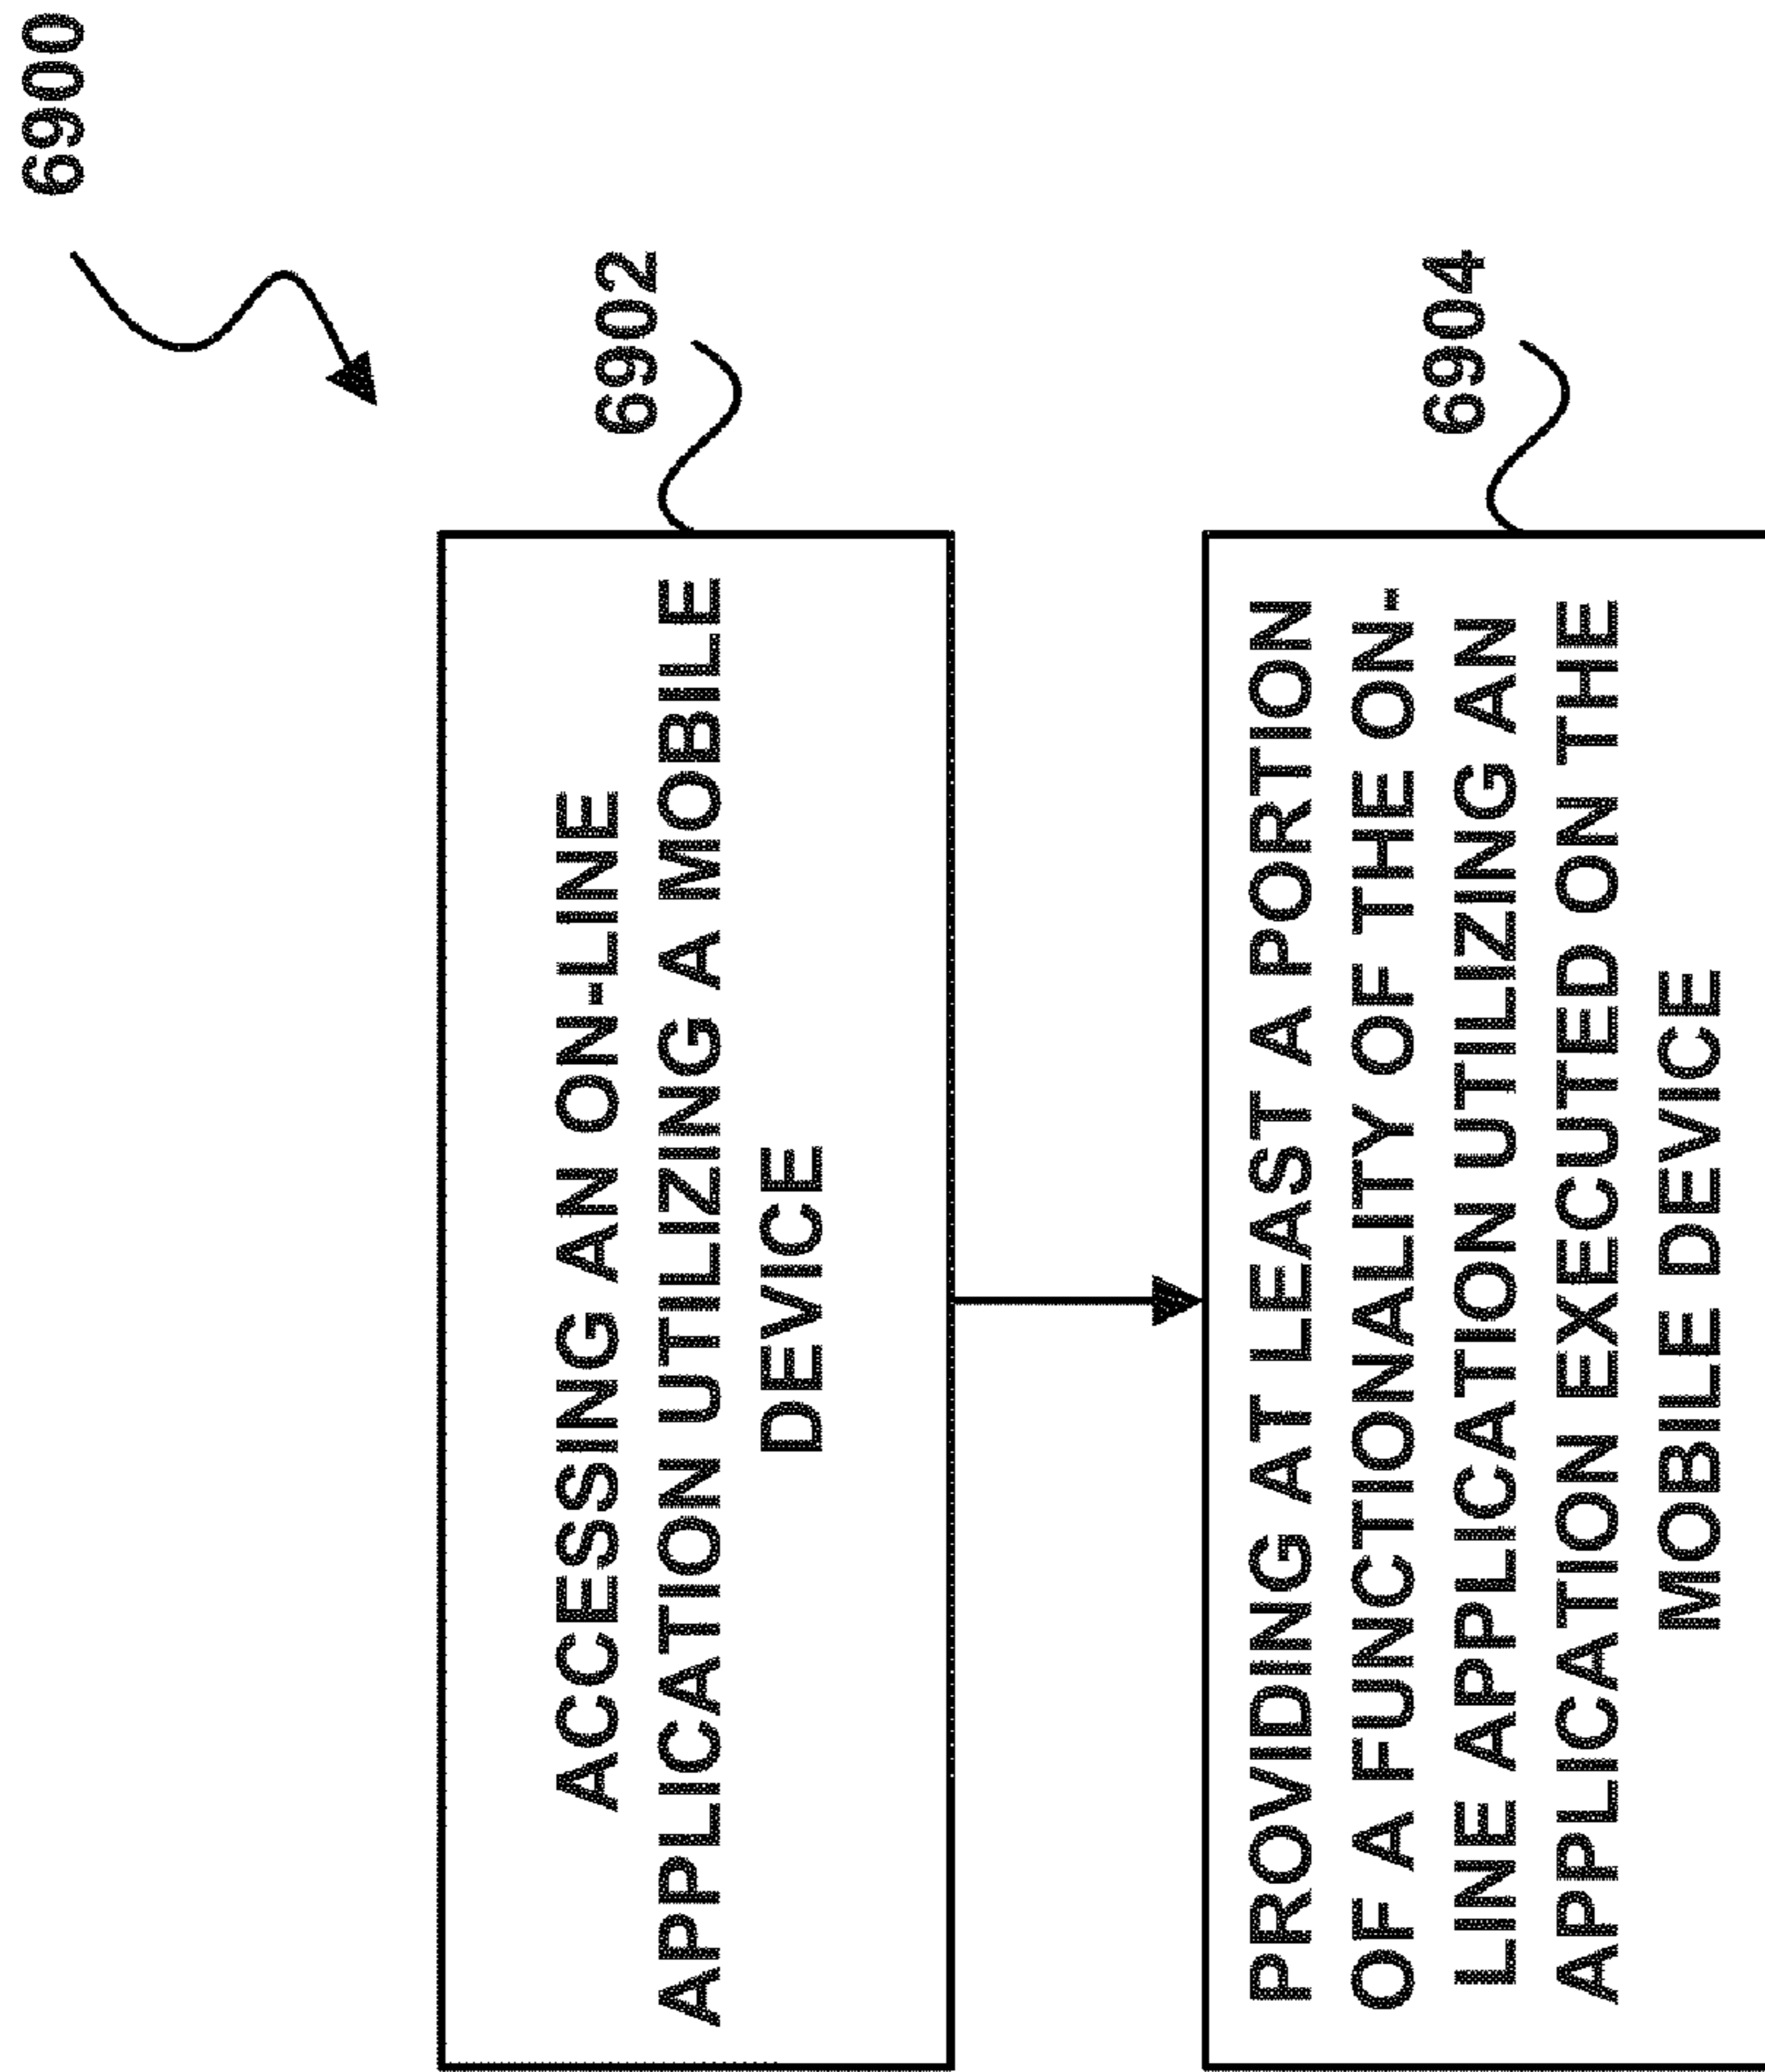 6900
ACCESSING AN ON-LINE
APPLICATION UTILIZING A MOBILE
DEVICE
6902
PROVIDING AT LEAST A PORTION
OF A FUNCTIONALITY OF THE ON-
LINE APPLICATION UTILIZING AN
APPLICATION EXECUTED ON THE
MOBILE DEVICE
6904